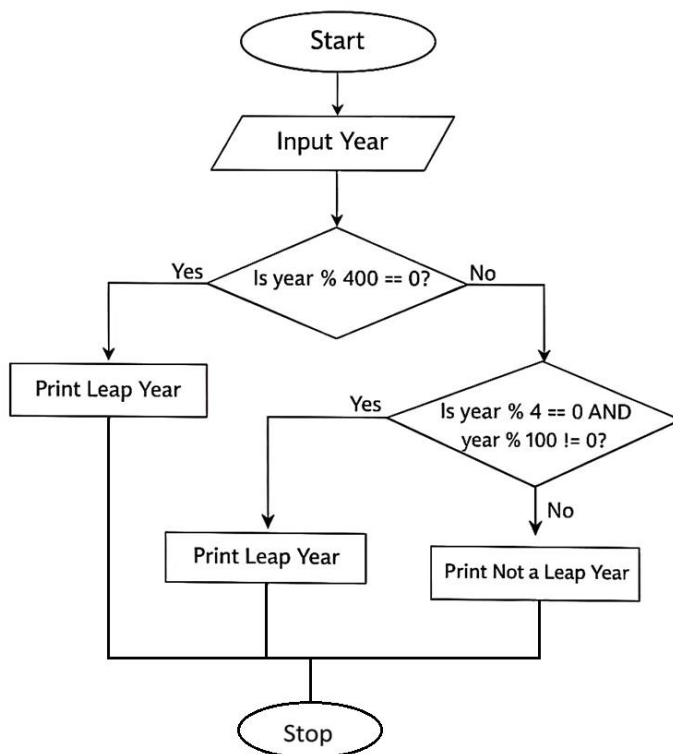 Start
Input Year
Is year % 400 == 0?
Yes
No
Print Leap Year
Is year % 4 == 0 AND
year % 100 != 0?
Yes
No
Print Leap Year
Print Not a Leap Year
Stop